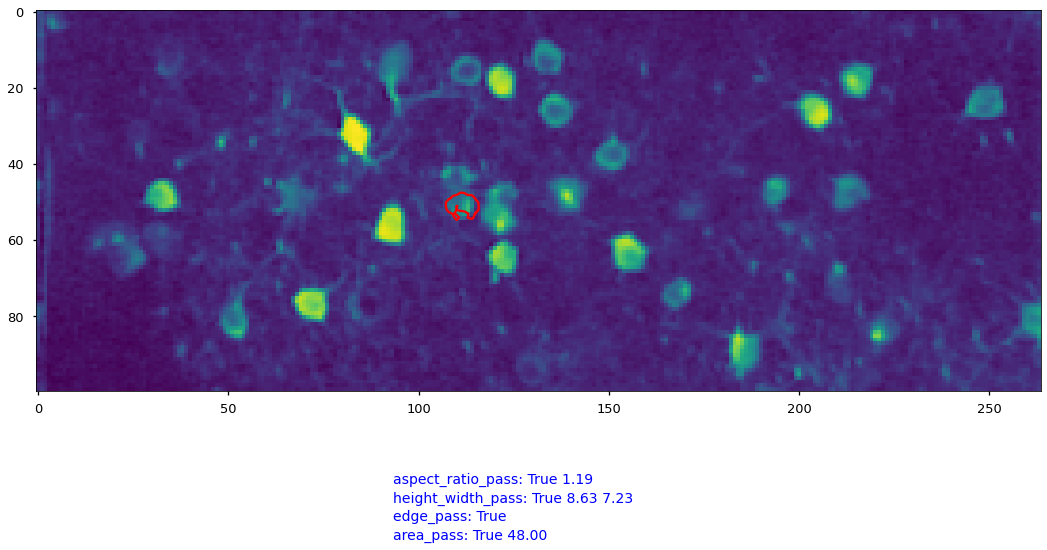 0
20
40
60
80
0 50 100 150 200 250
aspect_ratio_pass: True 1.19
height_width_pass: True 8.63 7.23
edge_pass: True
area_pass: True 48.00